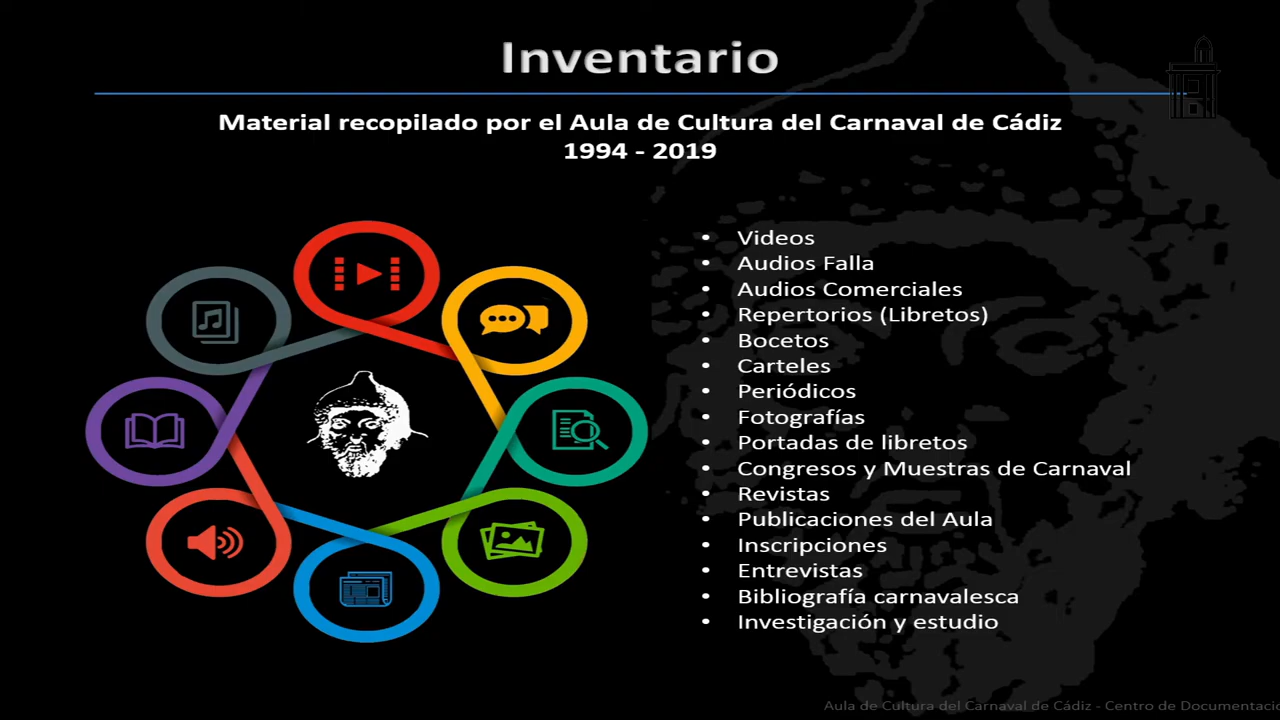 Inventario
Material recopilado por el Aula de Cultura del Carnaval de Cádiz
1994 - 2019
• Videos
• Audios Falla
• Audios Comerciales
• Repertorios (Libretos)
• Bocetos
• Carteles
• Periódicos
• Fotografías
• Portadas de libretos
• Congresos y Muestras de Carnaval
• Revistas
• Publicaciones del Aula
• Inscripciones
• Entrevistas
• Bibliografía carnavalesca
• Investigación y estudio
Aula de Cultura del Carnaval de Cádiz - Centro de Documentació